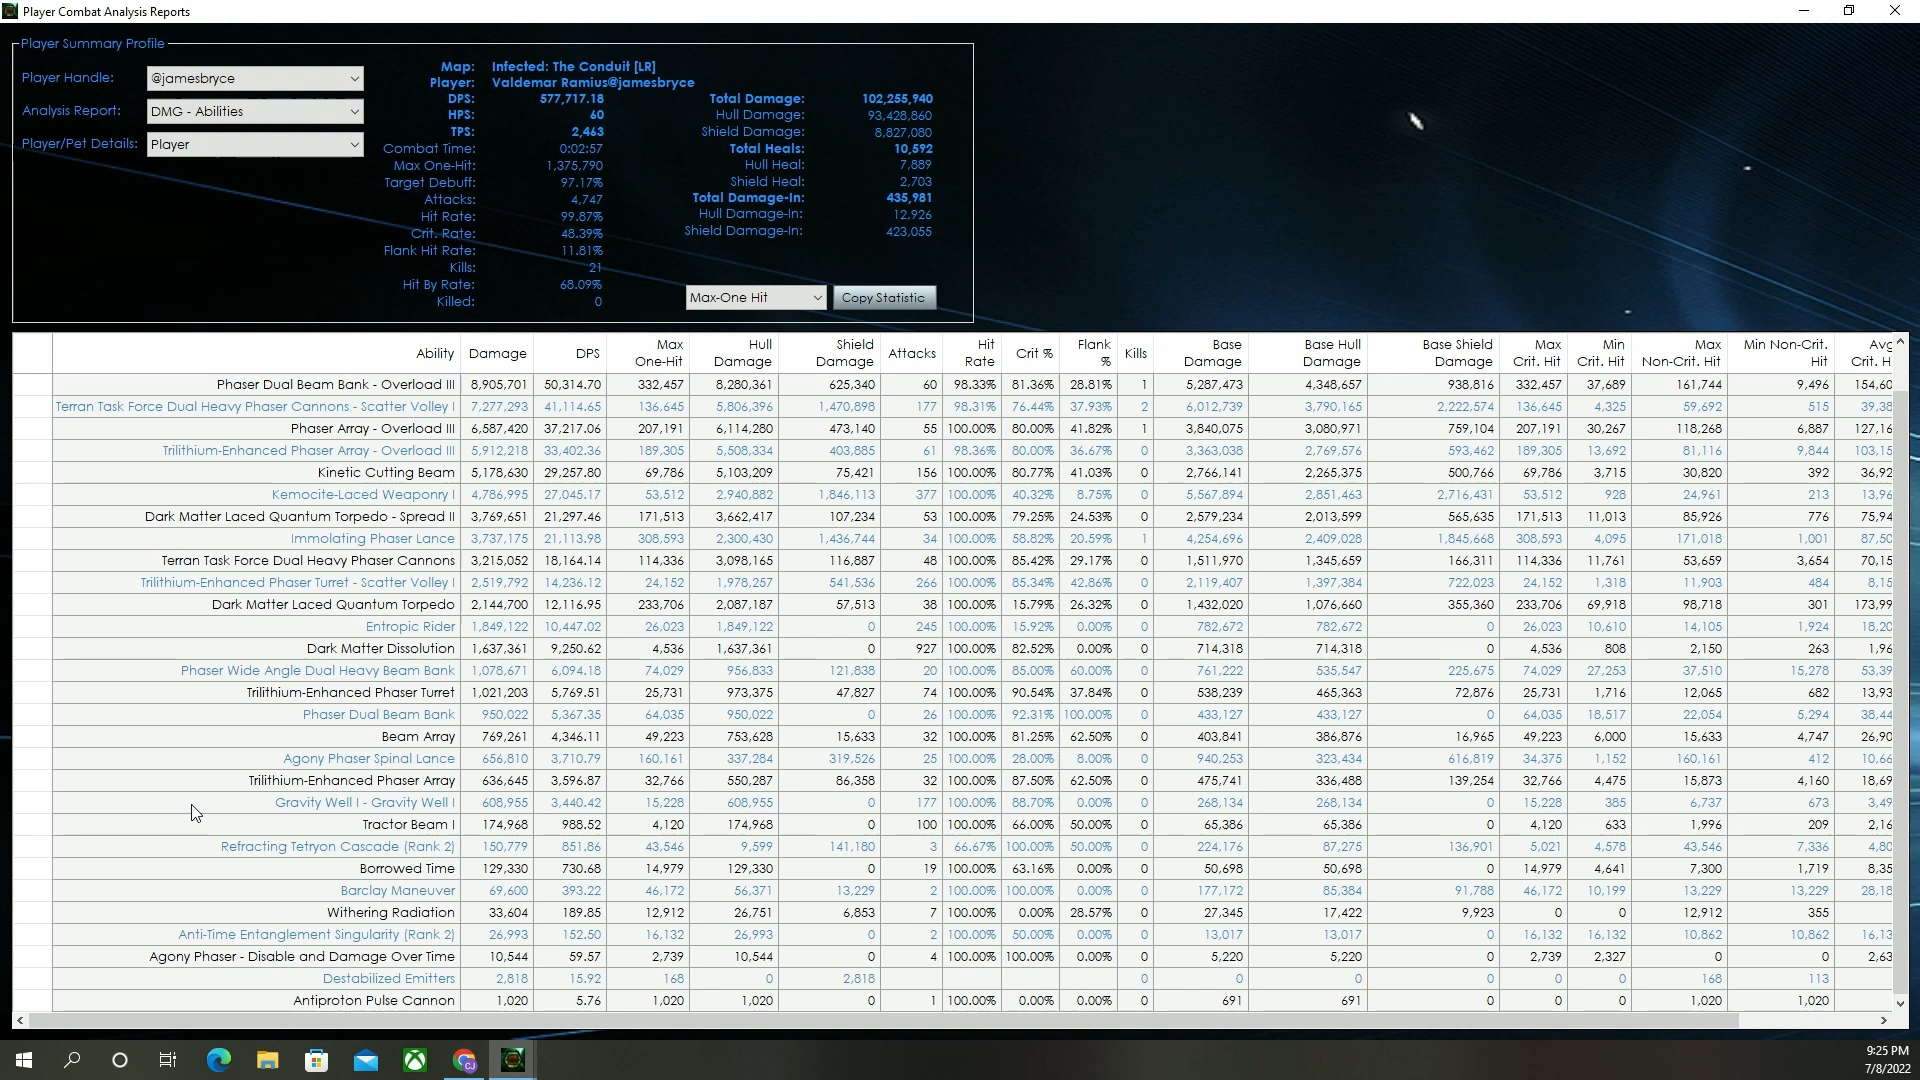 Player Combat Analysis Reports
Player Summary Profile
Player Handle: @jamesbryce
Analysis Report: DMG - Abilities
Player/Pet Details: Player
Map: Infected: The Conduit [LR]
Player: Valdemar Ramius@jamesbryce
DPS: 577,717.18 Total Damage: 102,255,940
HPS: 60 Hull Damage: 93,428,860
TPS: 2,463 Shield Damage: 8,827,080
Combat Time: 0:02:57 Total Heals: 10,592
Max One-Hit: 1,375,790 Hull Heal: 7,889
Target Debuff: 97.17% Shield Heal: 2,703
Attacks: 4,747 Total Damage-In: 435,981
Hit Rate: 99.87% Hull Damage-In: 12,926
Crit. Rate: 48.39% Shield Damage-In: 423,055
Flank Hit Rate: 11.81%
Kills: 21
Hit By Rate: 68.09%
Killed: 0
Max-One Hit Copy Statistic
Ability Damage DPS Max One-Hit Hull Damage Shield Damage Attacks Hit Rate Crit % Flank % Kills Base Damage Base Hull Damage Base Shield Damage Max Crit. Hit Min Crit. Hit Max Non-Crit. Hit Min Non-Crit. Hit Avg Crit. H
Phaser Dual Beam Bank - Overload III 8,905,701 50,314.70 332,457 8,280,361 625,340 60 98.33% 81.36% 28.81% 1 5,287,473 4,348,657 938,816 332,457 37,689 161,744 9,496 154,60
Terran Task Force Dual Heavy Phaser Cannons - Scatter Volley I 7,277,293 41,114.65 136,645 5,806,396 1,470,898 177 98.31% 76.44% 37.93% 2 6,012,739 3,790,165 2,222,574 136,645 4,325 59,692 515 39,38
Phaser Array - Overload III 6,587,420 37,217.06 207,191 6,114,280 473,140 55 100.00% 80.00% 41.82% 1 3,840,075 3,080,971 759,104 207,191 30,267 118,268 6,887 127,16
Trilithium-Enhanced Phaser Array - Overload III 5,912,218 33,402.36 189,305 5,508,334 403,885 61 98.36% 80.00% 36.67% 0 3,363,038 2,769,576 593,462 189,305 13,692 81,116 9,844 103,15
Kinetic Cutting Beam 5,178,630 29,257.80 69,786 5,103,209 75,421 156 100.00% 80.77% 41.03% 0 2,766,141 2,265,375 500,766 69,786 3,715 30,820 392 36,92
Kemocite-Laced Weaponry I 4,786,995 27,045.17 53,512 2,940,882 1,846,113 377 100.00% 40.32% 8.75% 0 5,567,894 2,851,463 2,716,431 53,512 928 24,961 213 13,96
Dark Matter Laced Quantum Torpedo - Spread II 3,769,651 21,297.46 171,513 3,662,417 107,234 53 100.00% 79.25% 24.53% 0 2,579,234 2,013,599 565,635 171,513 11,013 85,926 776 75,94
Immolating Phaser Lance 3,737,175 21,113.98 308,593 2,300,430 1,436,744 34 100.00% 58.82% 20.59% 1 4,254,696 2,409,028 1,845,668 308,593 4,095 171,018 1,001 87,50
Terran Task Force Dual Heavy Phaser Cannons 3,215,052 18,164.14 114,336 3,098,165 116,887 48 100.00% 85.42% 29.17% 0 1,511,970 1,345,659 166,311 114,336 11,761 53,659 3,654 70,15
Trilithium-Enhanced Phaser Turret - Scatter Volley I 2,519,792 14,236.12 24,152 1,978,257 541,536 266 100.00% 85.34% 42.86% 0 2,119,407 1,397,384 722,023 24,152 1,318 11,903 484 8,15
Dark Matter Laced Quantum Torpedo 2,144,700 12,116.95 233,706 2,087,187 57,513 38 100.00% 15.79% 26.32% 0 1,432,020 1,076,660 355,360 233,706 69,918 98,718 301 173,99
Entropic Rider 1,849,122 10,447.02 26,023 1,849,122 0 245 100.00% 15.92% 0.00% 0 782,672 782,672 0 26,023 10,610 14,105 1,924 18,20
Dark Matter Dissolution 1,637,361 9,250.62 4,536 1,637,361 0 927 100.00% 82.52% 0.00% 0 714,318 714,318 0 4,536 808 2,150 263 1,96
Phaser Wide Angle Dual Heavy Beam Bank 1,078,671 6,094.18 74,029 956,833 121,838 20 100.00% 85.00% 60.00% 0 761,222 535,547 225,675 74,029 27,253 37,510 15,278 53,39
Trilithium-Enhanced Phaser Turret 1,021,203 5,769.51 25,731 973,375 47,827 74 100.00% 90.54% 37.84% 0 538,239 465,363 72,876 25,731 1,716 12,065 682 13,93
Phaser Dual Beam Bank 950,022 5,367.35 64,035 950,022 0 26 100.00% 92.31% 100.00% 0 433,127 433,127 0 64,035 18,517 22,054 5,294 38,44
Beam Array 769,261 4,346.11 49,223 753,628 15,633 32 100.00% 81.25% 62.50% 0 403,841 386,876 16,965 49,223 6,000 15,633 4,747 26,90
Agony Phaser Spinal Lance 656,810 3,710.79 160,161 337,284 319,526 25 100.00% 28.00% 8.00% 0 940,253 323,434 616,819 34,375 1,152 160,161 412 10,66
Trilithium-Enhanced Phaser Array 636,645 3,596.87 32,766 550,287 86,358 32 100.00% 87.50% 62.50% 0 475,741 336,488 139,254 32,766 4,475 15,873 4,160 18,69
Gravity Well I - Gravity Well I 608,955 3,440.42 15,228 608,955 0 177 100.00% 88.70% 0.00% 0 268,134 268,134 0 15,228 385 6,737 673 3,49
Tractor Beam I 174,968 988.52 4,120 174,968 0 100 100.00% 66.00% 50.00% 0 65,386 65,386 0 4,120 633 1,996 209 2,16
Refracting Tetryon Cascade (Rank 2) 150,779 851.86 43,546 9,599 141,180 3 66.67% 100.00% 50.00% 0 224,176 87,275 136,901 5,021 4,578 43,546 7,336 4,80
Borrowed Time 129,330 730.68 14,979 129,330 0 19 100.00% 63.16% 0.00% 0 50,698 50,698 0 14,979 4,641 7,300 1,719 8,35
Barclay Maneuver 69,600 393.22 46,172 56,371 13,229 2 100.00% 100.00% 0.00% 0 177,172 85,384 91,788 46,172 10,199 13,229 13,229 28,18
Withering Radiation 33,604 189.85 12,912 26,751 6,853 7 100.00% 0.00% 28.57% 0 27,345 17,422 9,923 0 0 12,912 355
Anti-Time Entanglement Singularity (Rank 2) 26,993 152.50 16,132 26,993 0 2 100.00% 50.00% 0.00% 0 13,017 13,017 0 16,132 16,132 10,862 10,862 16,13
Agony Phaser - Disable and Damage Over Time 10,544 59.57 2,739 10,544 0 4 100.00% 100.00% 0.00% 0 5,220 5,220 0 2,739 2,327 0 0 2,63
Destabilized Emitters 2,818 15.92 168 0 2,818 0 0 0 0 0 0 168 113
Antiproton Pulse Cannon 1,020 5.76 1,020 1,020 0 1 100.00% 0.00% 0.00% 0 691 691 0 0 0 1,020 1,020
CJ
9:25 PM
7/8/2022